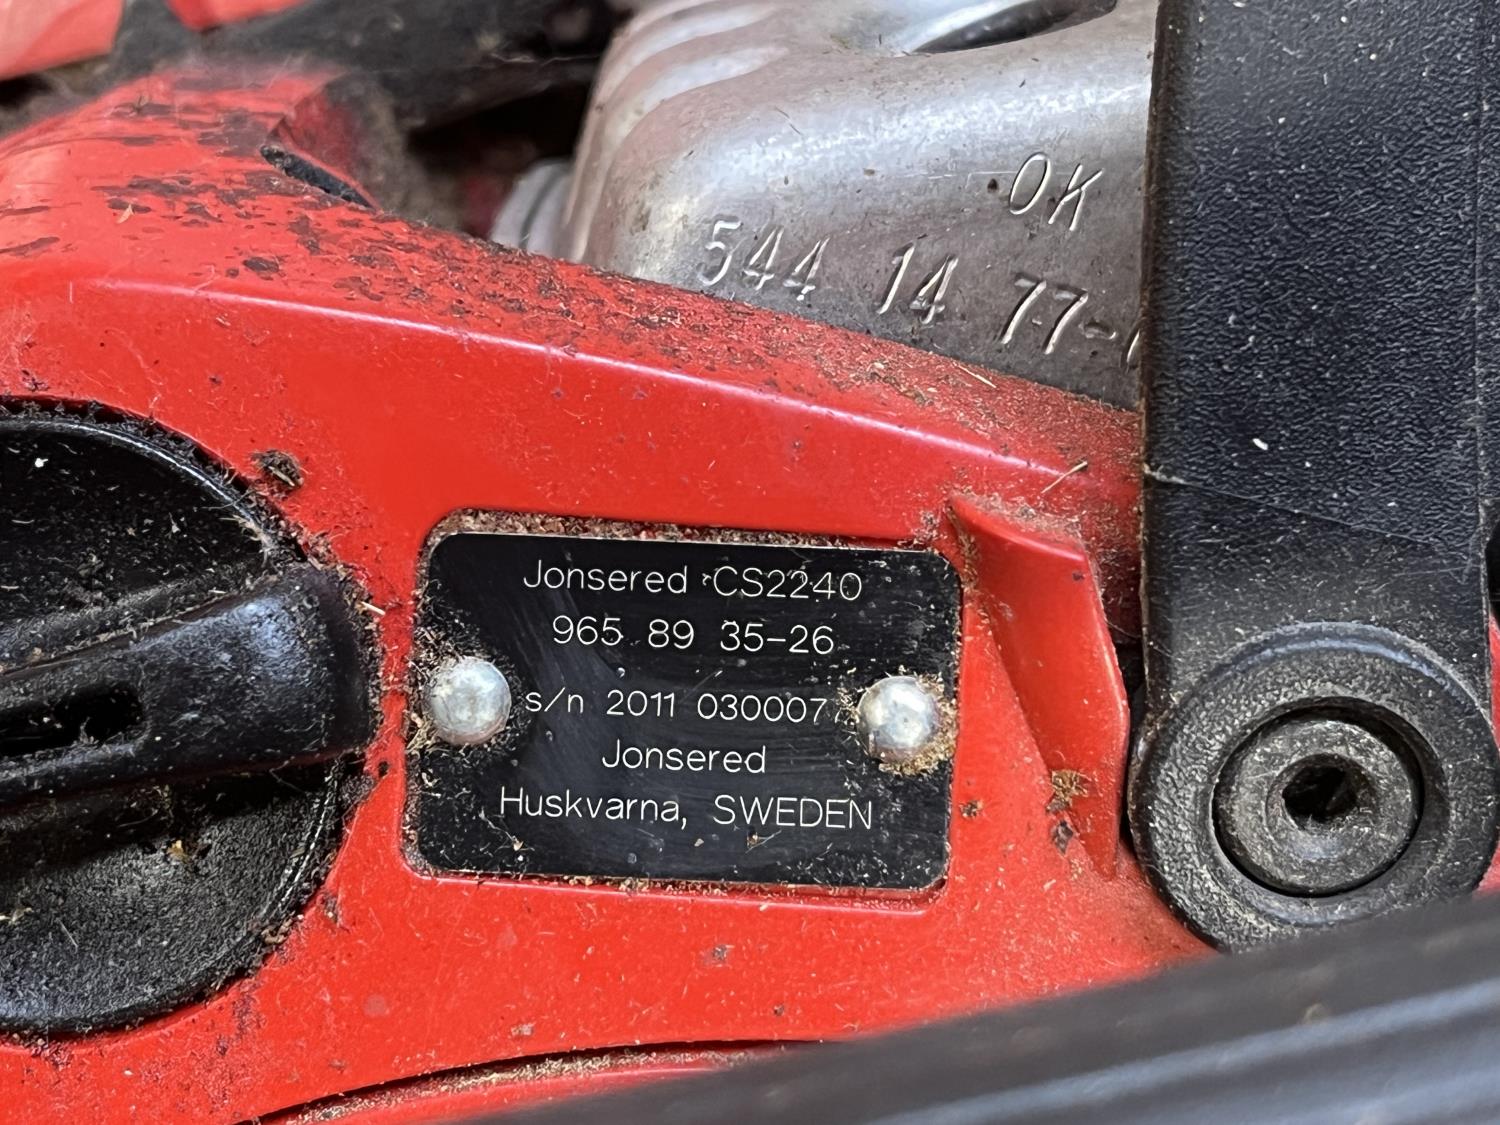 OK
544 14 77-
Jonsered CS2240
965 89 35-26
s/n 2011 030007
Jonsered
Huskvarna, SWEDEN